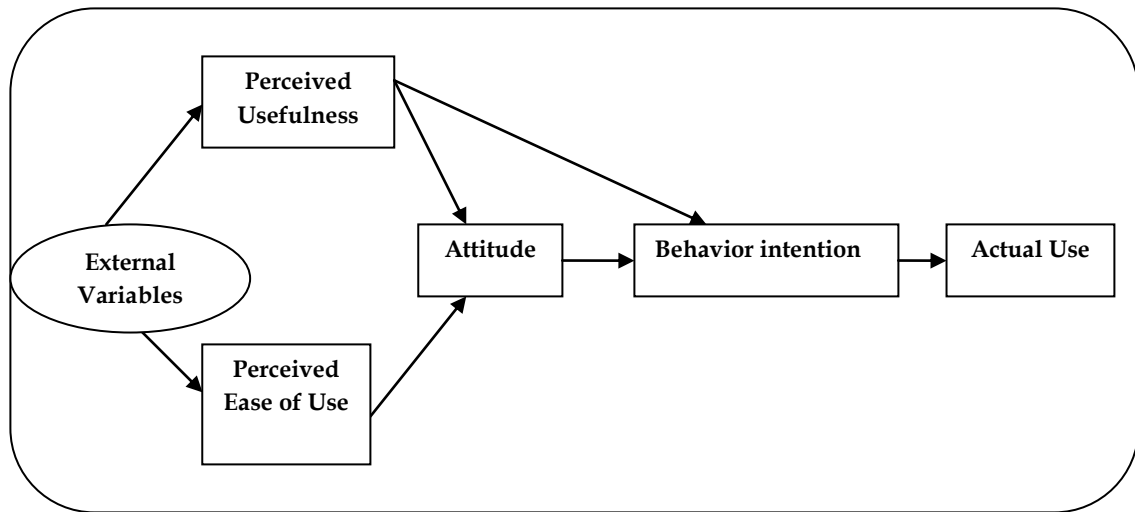 Perceived
Usefulness
External
Variables
Attitude
Behavior intention
Actual Use
Perceived
Ease of Use